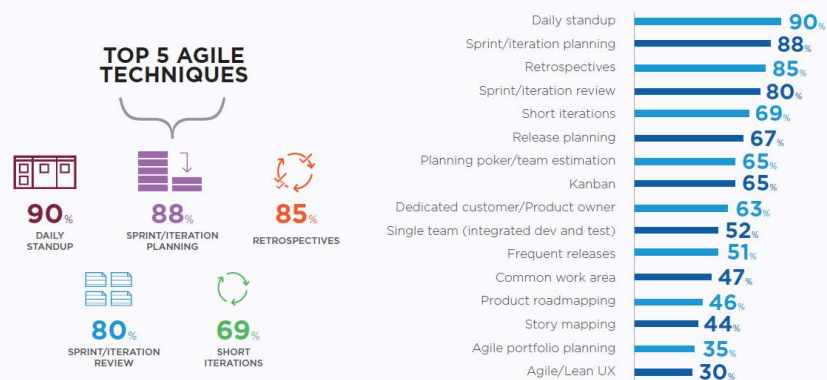 TOP 5 AGILE
TECHNIQUES
90%
DAILY
STANDUP
88%
SPRINT/ITERATION
PLANNING
85%
RETROSPECTIVES
80%
SPRINT/ITERATION
REVIEW
69%
SHORT
ITERATIONS
Daily standup 90%
Sprint/iteration planning 88%
Retrospectives 85%
Sprint/iteration review 80%
Short iterations 69%
Release planning 67%
Planning poker/team estimation 65%
Kanban 65%
Dedicated customer/Product owner 63%
Single team (integrated dev and test) 52%
Frequent releases 51%
Common work area 47%
Product roadmapping 46%
Story mapping 44%
Agile portfolio planning 35%
Agile/Lean UX 30%